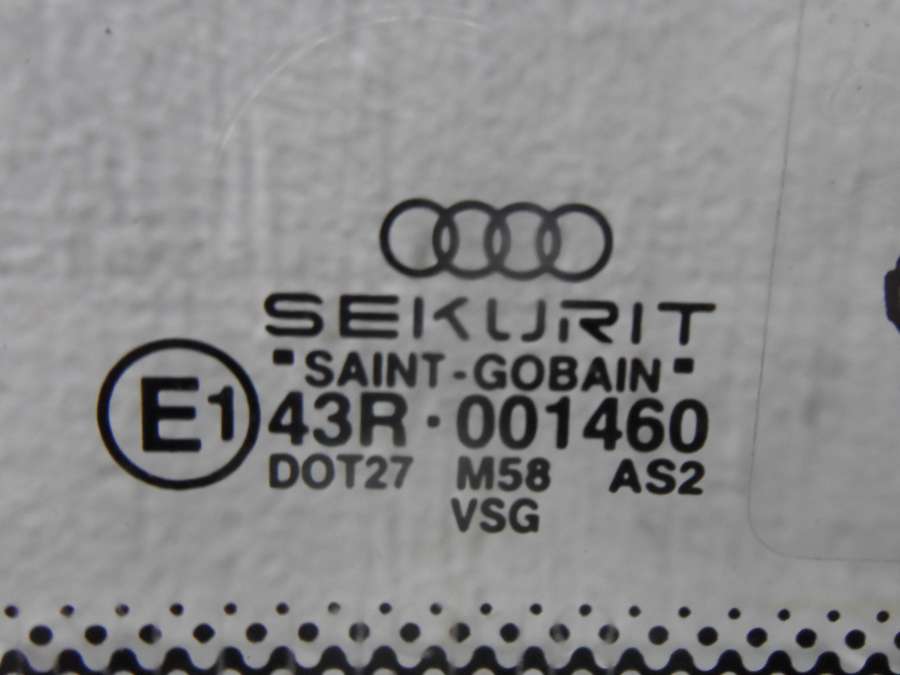 SEKURIT
"SAINT-GOBAIN"
E1 43R·001460
DOT27 M58 AS2
VSG